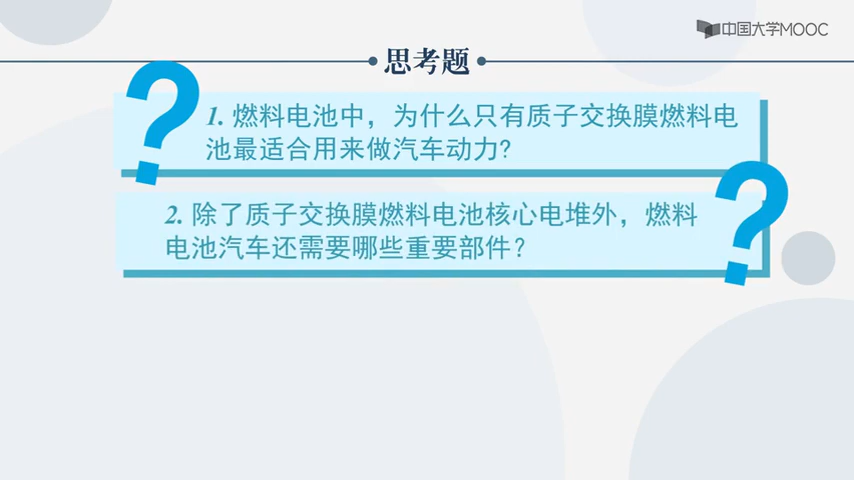 中国大学MOOC
思考题
1. 燃料电池中，为什么只有质子交换膜燃料电
池最适合用来做汽车动力?
2. 除了质子交换膜燃料电池核心电堆外，燃料
电池汽车还需要哪些重要部件？
? ?